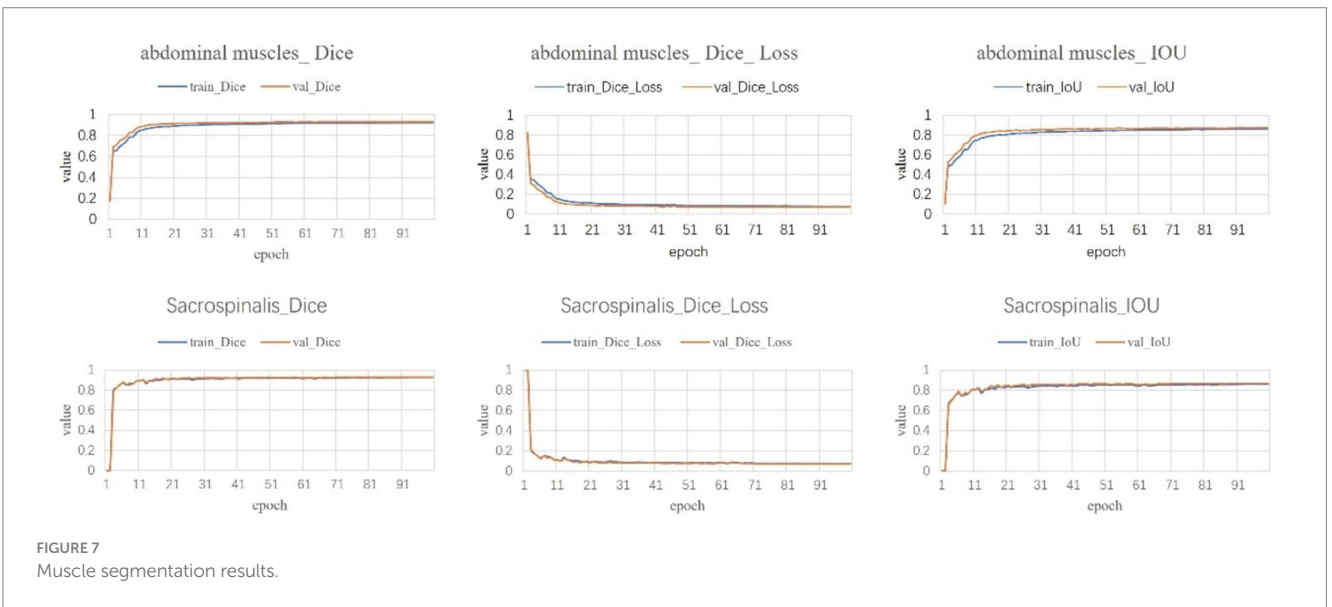 abdominal muscles_ Dice
train_Dice val_Dice
1
0.8
0.6
0.4
0.2
0
value
1 11 21 31 41 51 61 71 81 91
epoch
abdominal muscles_ Dice_ Loss
train_Dice_Loss val_Dice_Loss
1
0.8
0.6
0.4
0.2
0
value
1 11 21 31 41 51 61 71 81 91
epoch
abdominal muscles_ IOU
train_IoU val_IoU
1
0.8
0.6
0.4
0.2
0
value
1 11 21 31 41 51 61 71 81 91
epoch
Sacrospinalis_Dice
train_Dice val_Dice
1
0.8
0.6
0.4
0.2
0
value
1 11 21 31 41 51 61 71 81 91
epoch
Sacrospinalis_Dice_Loss
train_Dice_Loss val_Dice_Loss
1
0.8
0.6
0.4
0.2
0
value
1 11 21 31 41 51 61 71 81 91
epoch
Sacrospinalis_IOU
train_IoU val_IoU
1
0.8
0.6
0.4
0.2
0
value
1 11 21 31 41 51 61 71 81 91
epoch
FIGURE 7
Muscle segmentation results.